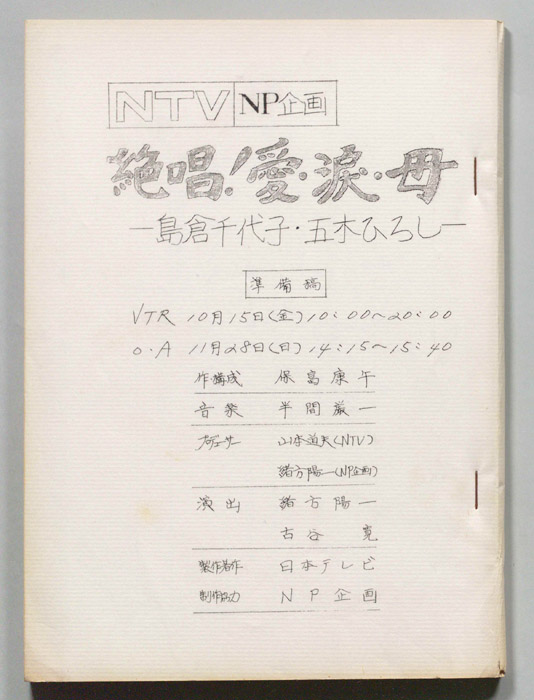 NTV NP企画
絶唱!愛・涙・母
—島倉千代子・五木ひろし—
準備稿
VTR 10月15日(金)10:00~20:00
O・A 11月28日(日)14:15~15:40
作・構成 保富康午
音楽 半間巌一
プロデューサー 山本道夫(NTV)
緒方陽一(NP企画)
演出 緒方陽一
古谷 寛
製作著作 日本テレビ
制作協力 NP企画